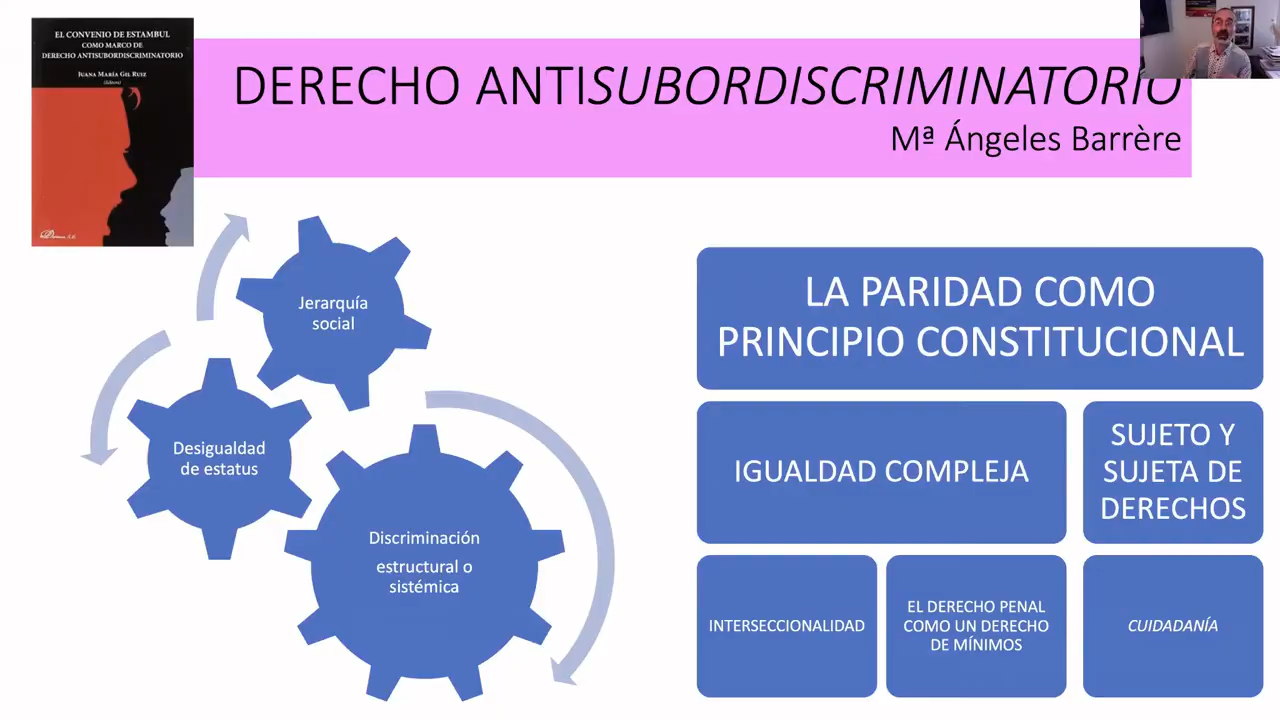 EL CONVENIO DE ESTAMBUL
COMO MARCO DE
DERECHO ANTISUBORDISCRIMINATORIO
JUANA MARÍA GIL RUIZ
(Editora)
DERECHO ANTISUBORDISCRIMINATORIO
Mª Ángeles Barrère
Jerarquía
social
Desigualdad
de estatus
Discriminación
estructural o
sistémica
LA PARIDAD COMO
PRINCIPIO CONSTITUCIONAL
IGUALDAD COMPLEJA
SUJETO Y
SUJETA DE
DERECHOS
INTERSECCIONALIDAD
EL DERECHO PENAL
COMO UN DERECHO
DE MÍNIMOS
CUIDADANÍA